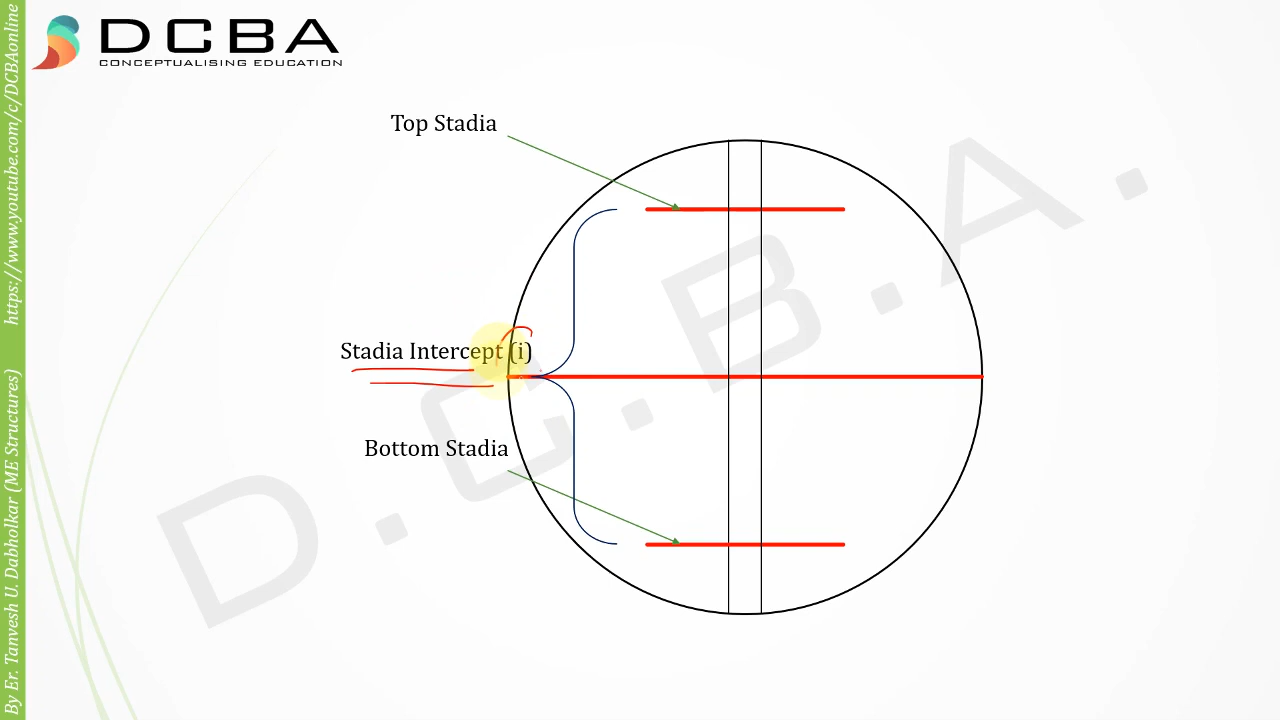 DCBA
CONCEPTUALISING EDUCATION
Top Stadia
Stadia Intercept (i)
Bottom Stadia
D.C.B.A.
By Er. Tanvesh U. Dabholkar (ME Structures) https://www.youtube.com/c/DCBAonline